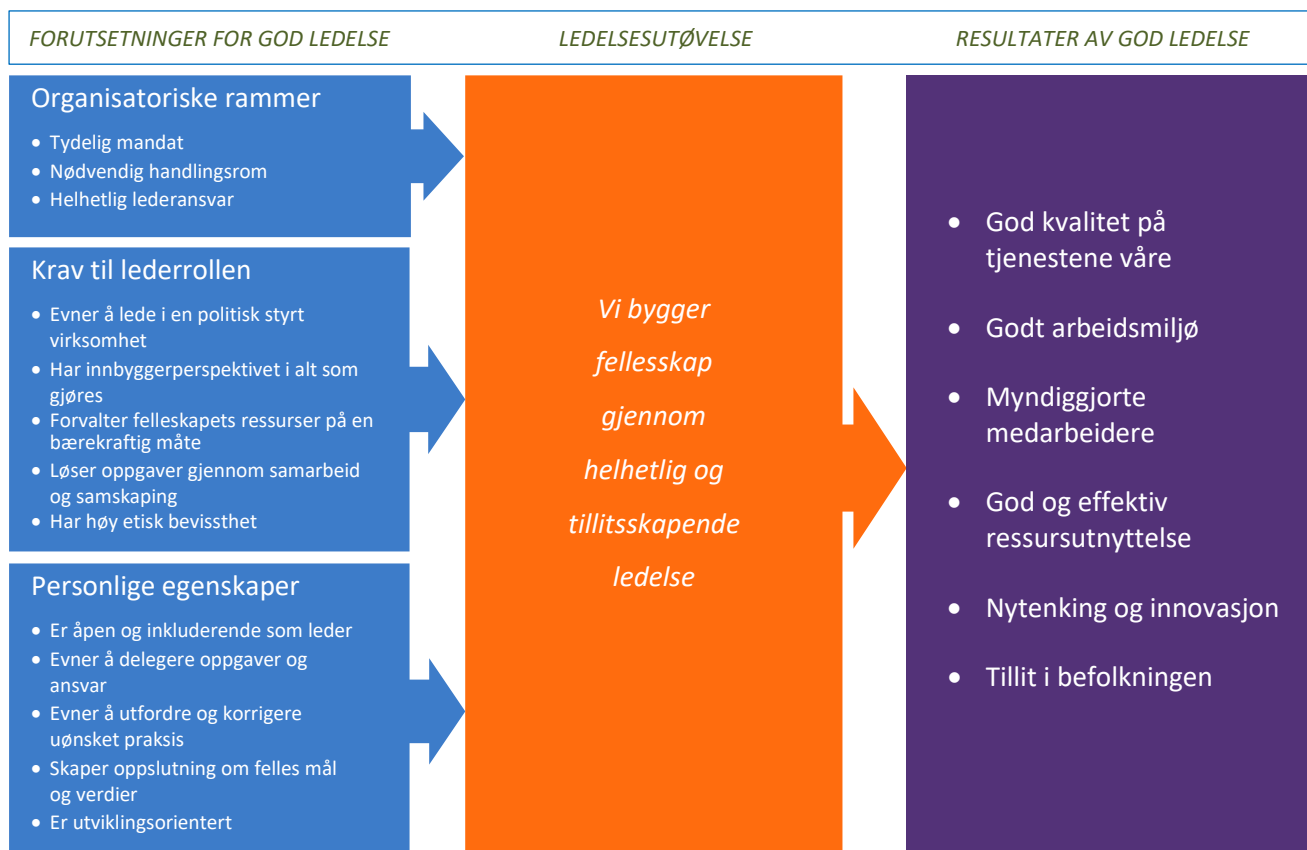 FORUTSETNINGER FOR GOD LEDELSE
LEDELSESUTØVELSE
RESULTATER AV GOD LEDELSE
Organisatoriske rammer
• Tydelig mandat
• Nødvendig handlingsrom
• Helhetlig lederansvar
Krav til lederrollen
• Evner å lede i en politisk styrt
virksomhet
• Har innbyggerperspektivet i alt som
gjøres
• Forvalter felleskapets ressurser på en
bærekraftig måte
• Løser oppgaver gjennom samarbeid
og samskaping
• Har høy etisk bevissthet
Personlige egenskaper
• Er åpen og inkluderende som leder
• Evner å delegere oppgaver og
ansvar
• Evner å utfordre og korrigere
uønsket praksis
• Skaper oppslutning om felles mål
og verdier
• Er utviklingsorientert
Vi bygger
fellesskap
gjennom
helhetlig og
tillitsskapende
ledelse
• God kvalitet på
tjenestene våre
• Godt arbeidsmiljø
• Myndiggjorte
medarbeidere
• God og effektiv
ressursutnyttelse
• Nytenking og innovasjon
• Tillit i befolkningen